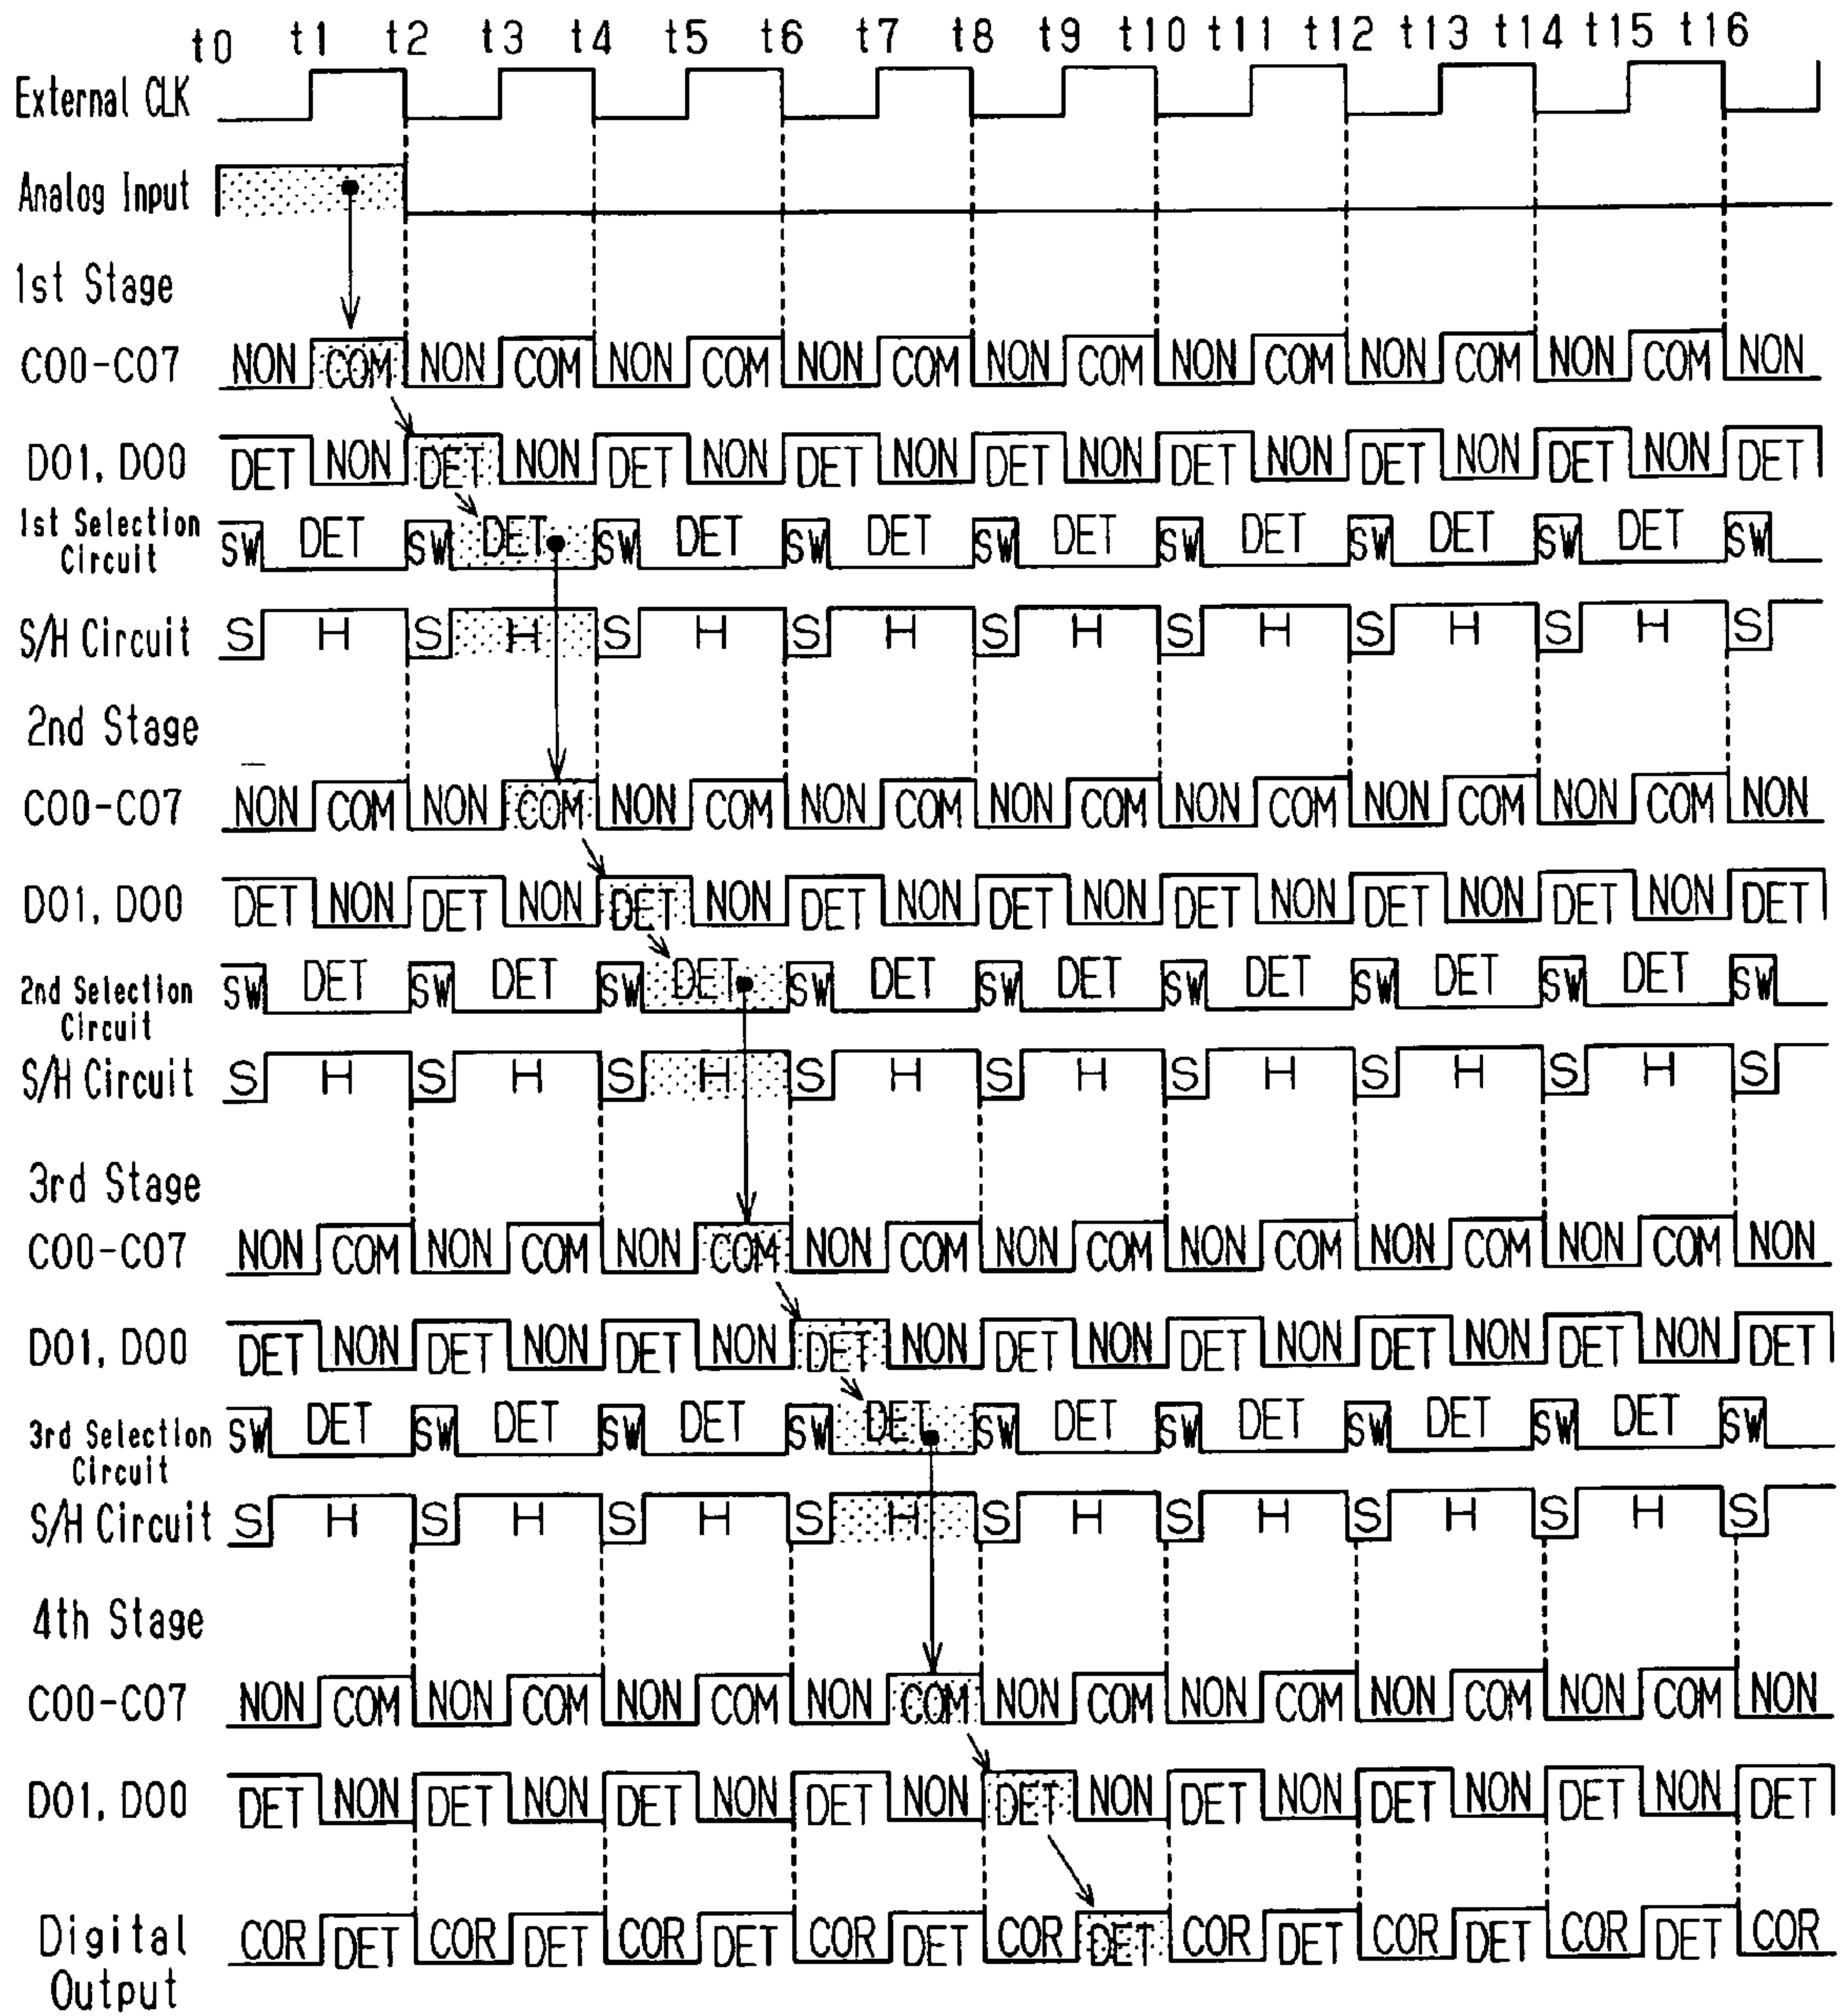 t0 t1 t2 t3 t4 t5 t6 t7 t8 t9 t10 t11 t12 t13 t14 t15 t16
External CLK
Analog Input
1st Stage
C00-C07 NON COM NON COM NON COM NON COM NON COM NON COM NON COM NON COM NON
D01, D00 DET NON DET NON DET NON DET NON DET NON DET NON DET NON DET NON DET
1st Selection
Circuit
SW DET SW DET SW DET SW DET SW DET SW DET SW DET SW DET SW
S/H Circuit S H S H S H S H S H S H S H S H S
2nd Stage
C00-C07 NON COM NON COM NON COM NON COM NON COM NON COM NON COM NON COM NON
D01, D00 DET NON DET NON DET NON DET NON DET NON DET NON DET NON DET NON DET
2nd Selection
Circuit
SW DET SW DET SW DET SW DET SW DET SW DET SW DET SW DET SW
S/H Circuit S H S H S H S H S H S H S H S H S
3rd Stage
C00-C07 NON COM NON COM NON COM NON COM NON COM NON COM NON COM NON COM NON
D01, D00 DET NON DET NON DET NON DET NON DET NON DET NON DET NON DET NON DET
3rd Selection
Circuit
SW DET SW DET SW DET SW DET SW DET SW DET SW DET SW DET SW
S/H Circuit S H S H S H S H S H S H S H S H S
4th Stage
C00-C07 NON COM NON COM NON COM NON COM NON COM NON COM NON COM NON COM NON
D01, D00 DET NON DET NON DET NON DET NON DET NON DET NON DET NON DET NON DET
Digital
Output
COR DET COR DET COR DET COR DET COR DET COR DET COR DET COR DET COR